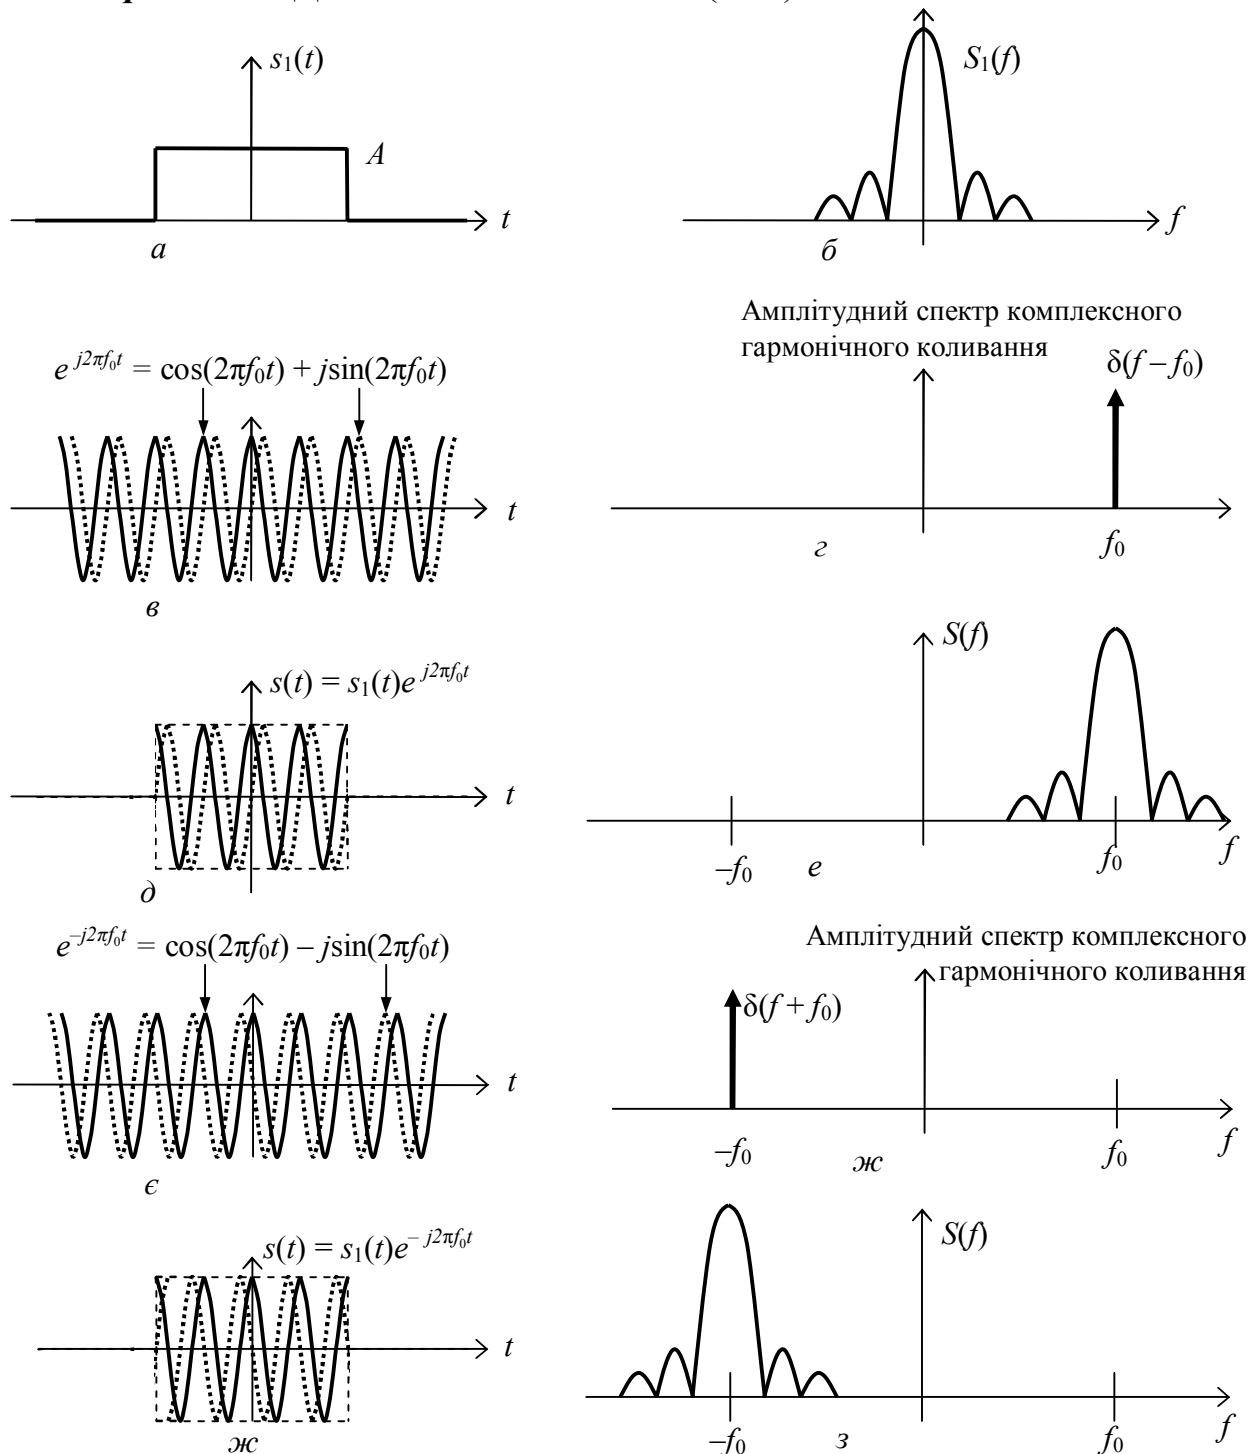 s₁(t)
A
t
а
S₁(f)
f
б
e^{j2πf₀t} = cos(2πf₀t) + jsin(2πf₀t)
t
в
Амплітудний спектр комплексного
гармонічного коливання
δ(f – f₀)
г
f₀
s(t) = s₁(t)e^{j2πf₀t}
t
д
S(f)
–f₀
е
f₀
f
e^{–j2πf₀t} = cos(2πf₀t) – jsin(2πf₀t)
t
є
Амплітудний спектр комплексного
гармонічного коливання
δ(f + f₀)
–f₀
ж
f₀
f
s(t) = s₁(t)e^{– j2πf₀t}
t
ж
S(f)
–f₀
з
f₀
f